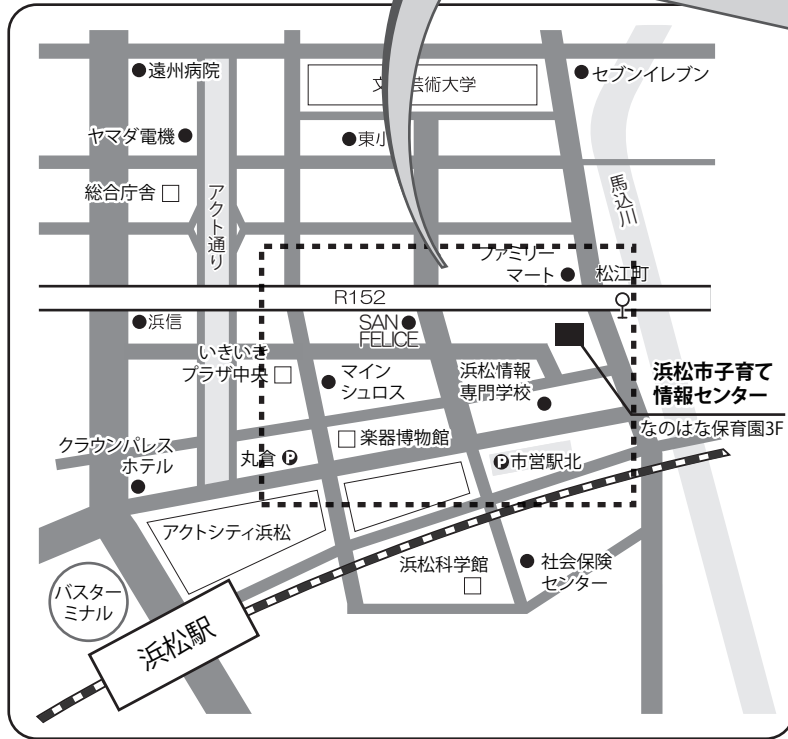 遠州病院
文
芸術大学
セブンイレブン
ヤマダ電機
東小
総合庁舎
アクト通り
馬込川
ファミリー
マート
松江町
R152
浜信
SAN
FELICE
いきいき
プラザ中央
マイン
シュロス
浜松情報
専門学校
浜松市子育て
情報センター
なのはな保育園3F
楽器博物館
クラウンパレス
ホテル
丸倉 P
P 市営駅北
アクトシティ浜松
浜松科学館
社会保険
センター
バスター
ミナル
浜松駅